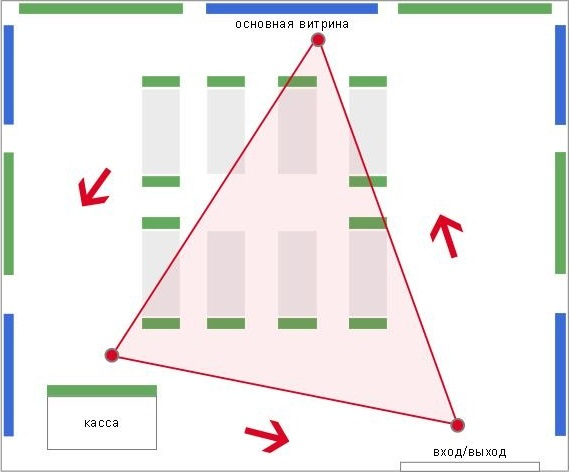 основная витрина
касса
вход/выход